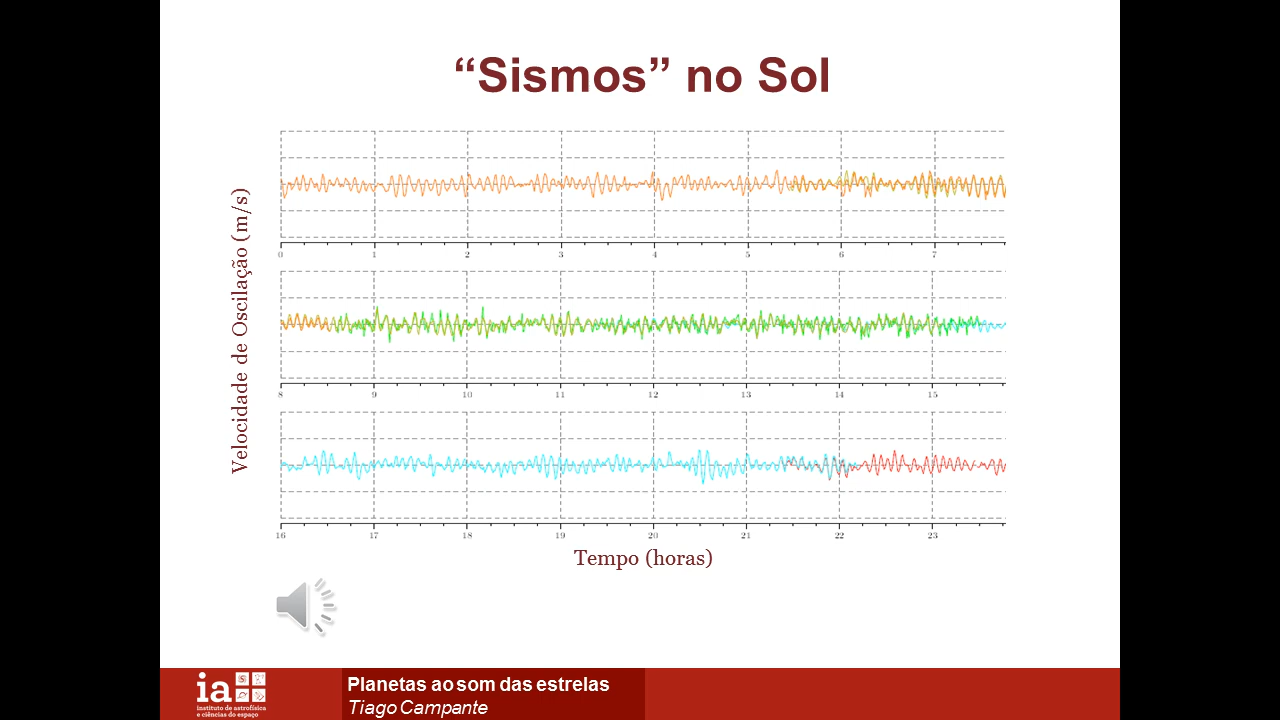 “Sismos” no Sol
Velocidade de Oscilação (m/s)
0 1 2 3 4 5 6 7
8 9 10 11 12 13 14 15
16 17 18 19 20 21 22 23
Tempo (horas)
ia
instituto de astrofísica
e ciências do espaço
Planetas ao som das estrelas
Tiago Campante